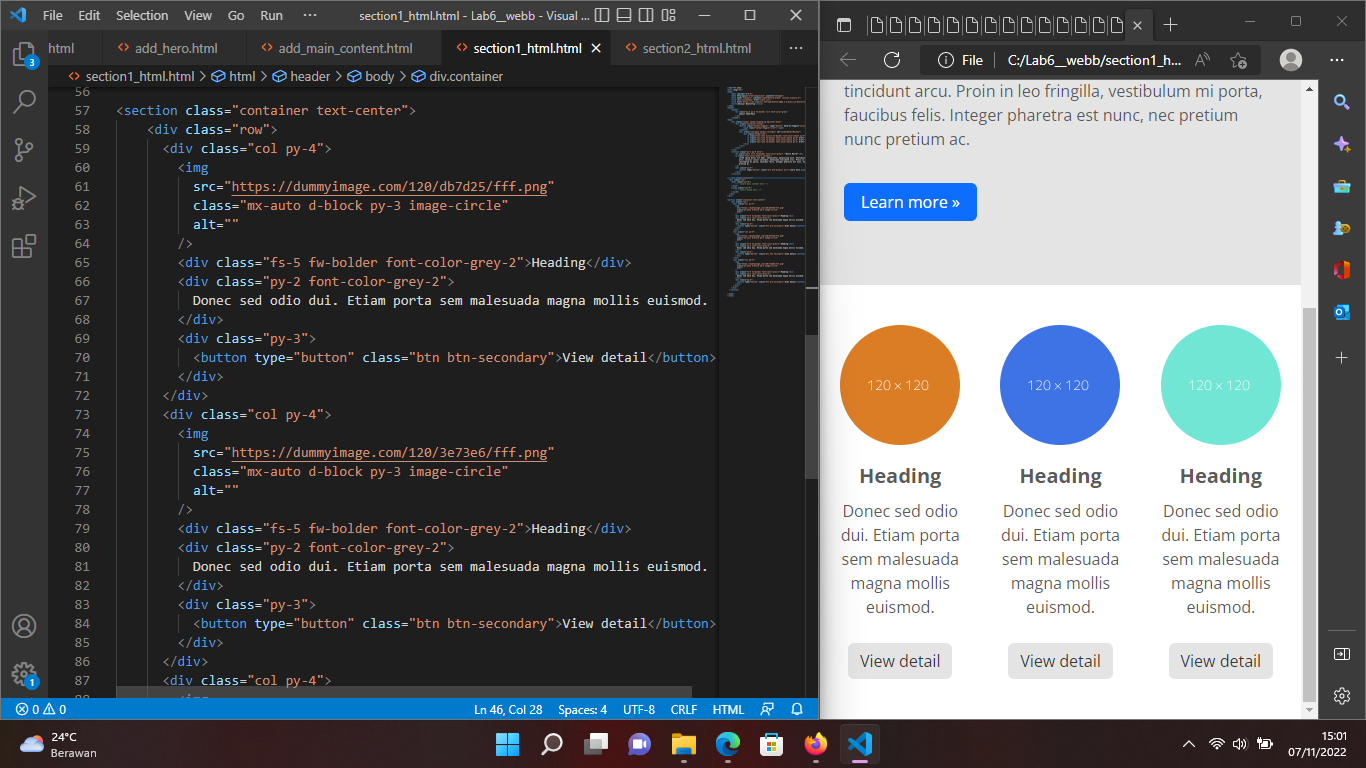 File Edit Selection View Go Run ··· section1_html.html - Lab6__webb - Visual ...
html add_hero.html add_main_content.html section1_html.html section2_html.html ···
section1_html.html > html > header > body > div.container
56
57 <section class="container text-center">
58 <div class="row">
59 <div class="col py-4">
60 <img
61 src="https://dummyimage.com/120/db7d25/fff.png"
62 class="mx-auto d-block py-3 image-circle"
63 alt=""
64 />
65 <div class="fs-5 fw-bolder font-color-grey-2">Heading</div>
66 <div class="py-2 font-color-grey-2">
67 Donec sed odio dui. Etiam porta sem malesuada magna mollis euismod.
68 </div>
69 <div class="py-3">
70 <button type="button" class="btn btn-secondary">View detail</button>
71 </div>
72 </div>
73 <div class="col py-4">
74 <img
75 src="https://dummyimage.com/120/3e73e6/fff.png"
76 class="mx-auto d-block py-3 image-circle"
77 alt=""
78 />
79 <div class="fs-5 fw-bolder font-color-grey-2">Heading</div>
80 <div class="py-2 font-color-grey-2">
81 Donec sed odio dui. Etiam porta sem malesuada magna mollis euismod.
82 </div>
83 <div class="py-3">
84 <button type="button" class="btn btn-secondary">View detail</button>
85 </div>
86 </div>
87 <div class="col py-4">
88 <img
3
1
0 0 Ln 46, Col 28 Spaces: 4 UTF-8 CRLF HTML
File C:/Lab6__webb/section1_h...
tincidunt arcu. Proin in leo fringilla, vestibulum mi porta,
faucibus felis. Integer pharetra est nunc, nec pretium
nunc pretium ac.
Learn more »
120 × 120 120 × 120 120 × 120
Heading Heading Heading
Donec sed odio Donec sed odio Donec sed odio
dui. Etiam porta dui. Etiam porta dui. Etiam porta
sem malesuada sem malesuada sem malesuada
magna mollis magna mollis magna mollis
euismod. euismod. euismod.
View detail View detail View detail
24°C
Berawan
15:01
07/11/2022